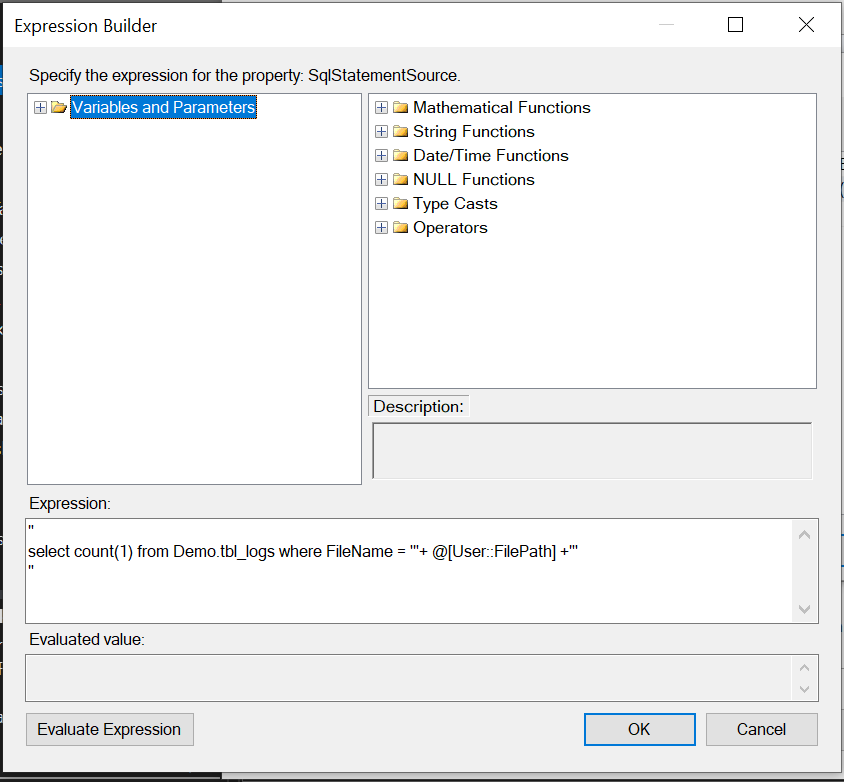 Expression Builder
Specify the expression for the property: SqlStatementSource.
Variables and Parameters
Mathematical Functions
String Functions
Date/Time Functions
NULL Functions
Type Casts
Operators
Description:
Expression:
"
select count(1) from Demo.tbl_logs where FileName = '"+ @[User::FilePath] +"'
"
Evaluated value:
Evaluate Expression
OK
Cancel